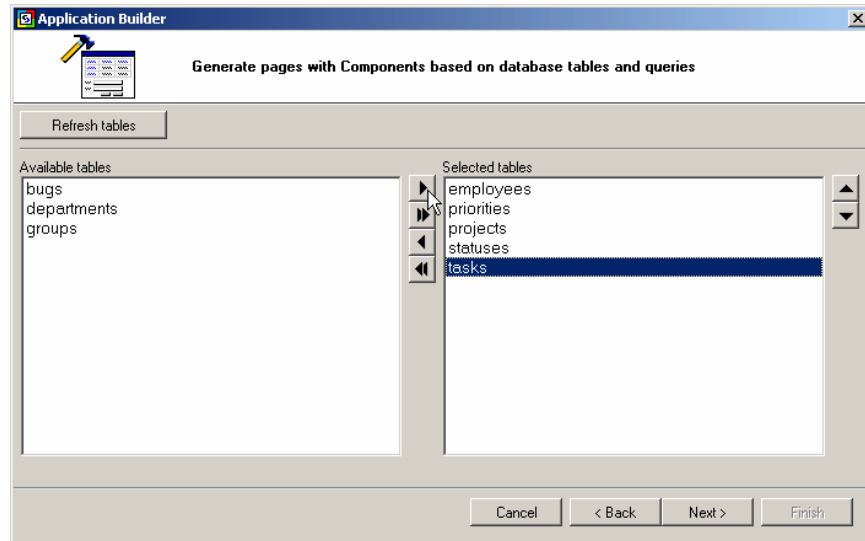 Application Builder
Generate pages with Components based on database tables and queries
Refresh tables
Available tables
bugs
departments
groups
Selected tables
employees
priorities
projects
statuses
tasks
Cancel
< Back
Next >
Finish